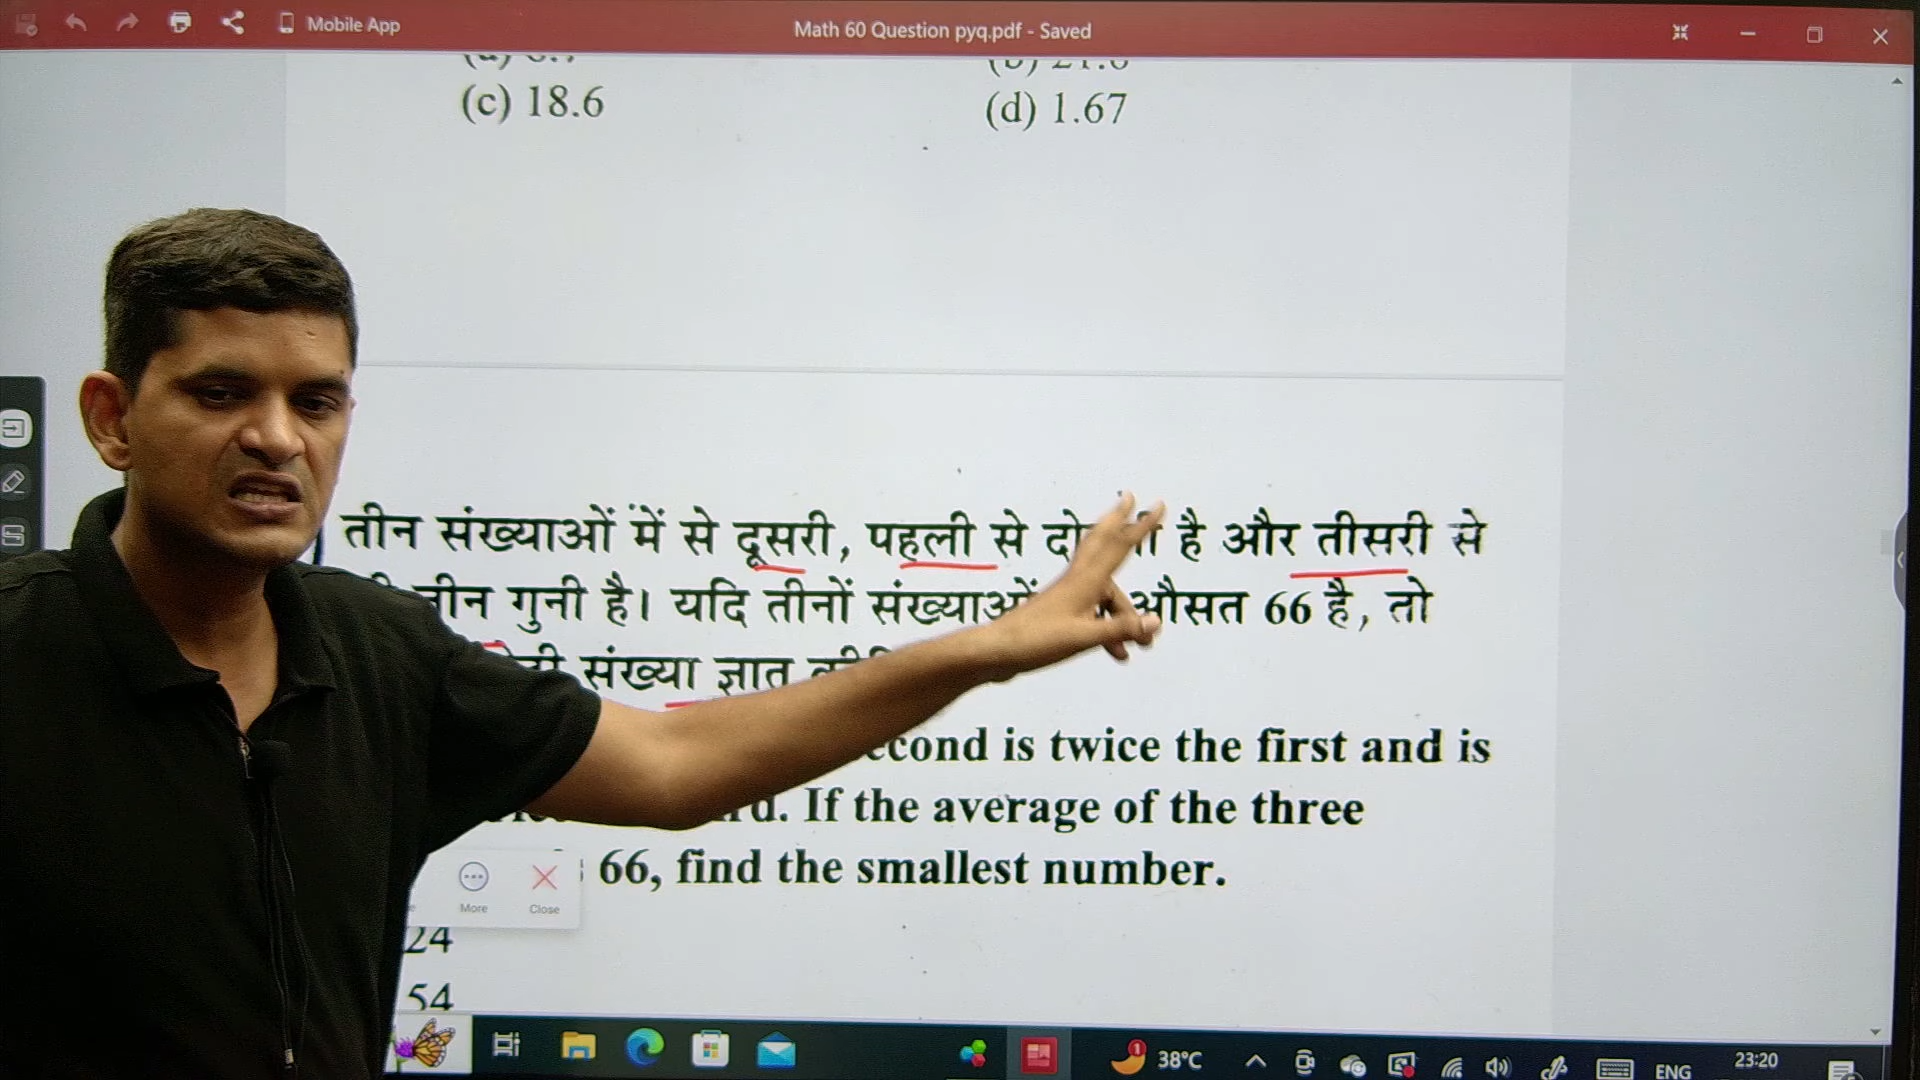 Mobile App
Math 60 Question pyq.pdf - Saved
(c) 18.6
(d) 1.67
तीन संख्याओं में से दूसरी, पहली से है और तीसरी से
तीन गुनी है। यदि तीनों संख्याओं औसत 66 है, तो
संख्या ज्ञात
is twice the first and is
If the average of the three
66, find the smallest number.
More
Close
24
54
38°C
ENG
23:20